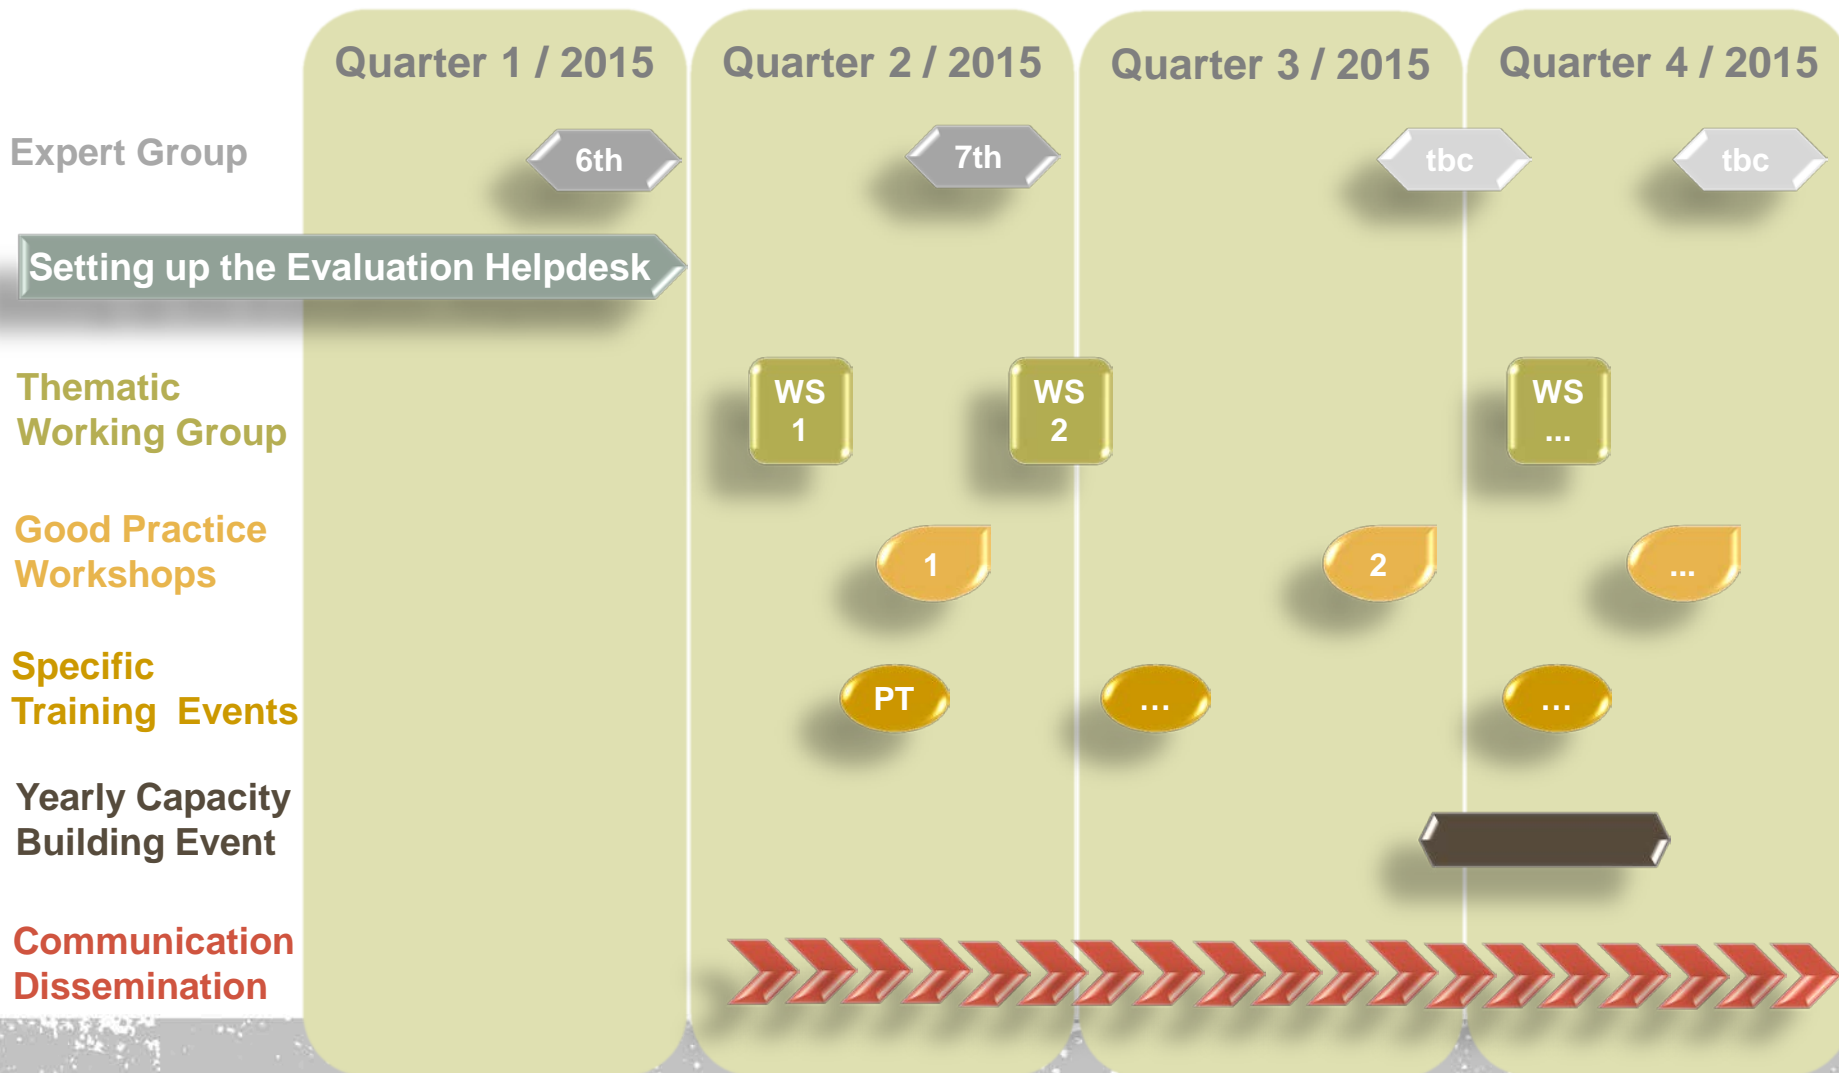 Quarter 1 / 2015
Quarter 2 / 2015
Quarter 3 / 2015
Quarter 4 / 2015
Expert Group
6th
7th
tbc
tbc
Setting up the Evaluation Helpdesk
Thematic
Working Group
WS
1
WS
2
WS
...
Good Practice
Workshops
1
2
...
Specific
Training Events
PT
...
...
Yearly Capacity
Building Event
Communication
Dissemination